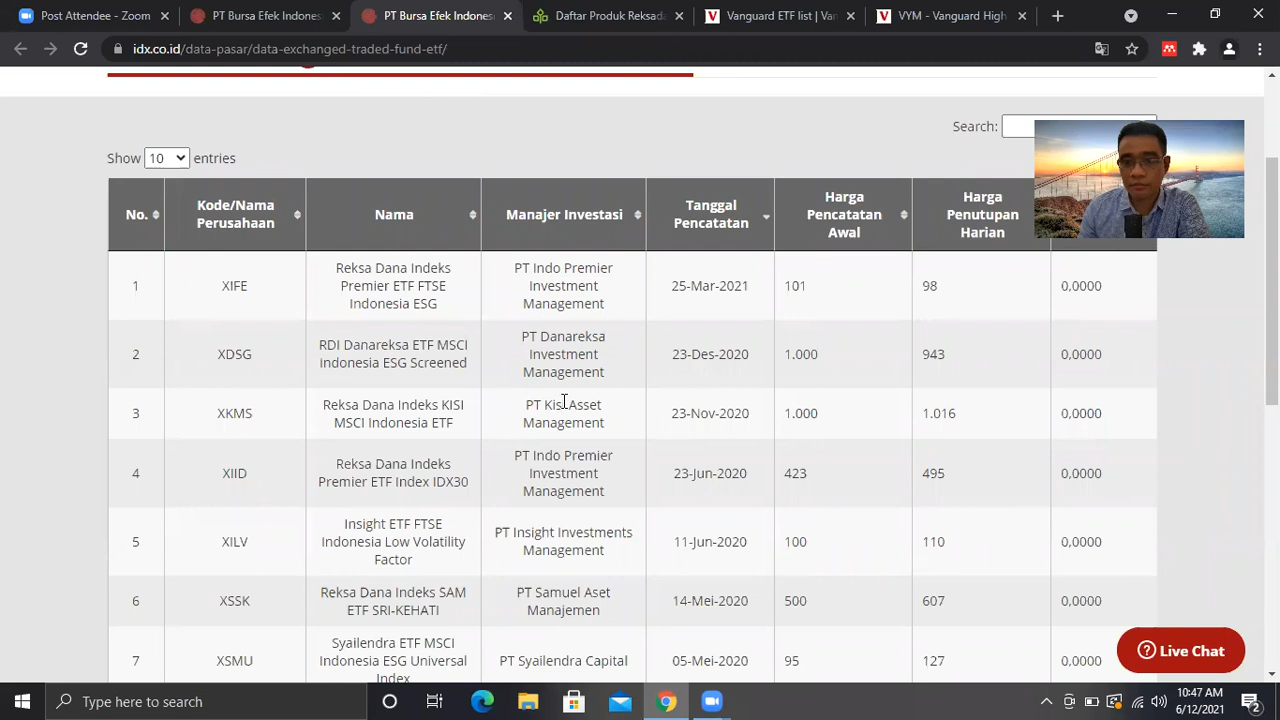 Post Attendee - Zoom
PT Bursa Efek Indones
PT Bursa Efek Indones
Daftar Produk Reksada
Vanguard ETF list | Van
VYM - Vanguard High
idx.co.id/data-pasar/data-exchanged-traded-fund-etf/
Search:
Show 10 entries
No.
Kode/Nama
Perusahaan
Nama
Manajer Investasi
Tanggal
Pencatatan
Harga
Pencatatan
Awal
Harga
Penutupan
Harian
1
XIFE
Reksa Dana Indeks
Premier ETF FTSE
Indonesia ESG
PT Indo Premier
Investment
Management
25-Mar-2021
101
98
0,0000
2
XDSG
RDI Danareksa ETF MSCI
Indonesia ESG Screened
PT Danareksa
Investment
Management
23-Des-2020
1.000
943
0,0000
3
XKMS
Reksa Dana Indeks KISI
MSCI Indonesia ETF
PT Kisi Asset
Management
23-Nov-2020
1.000
1.016
0,0000
4
XIID
Reksa Dana Indeks
Premier ETF Index IDX30
PT Indo Premier
Investment
Management
23-Jun-2020
423
495
0,0000
5
XILV
Insight ETF FTSE
Indonesia Low Volatility
Factor
PT Insight Investments
Management
11-Jun-2020
100
110
0,0000
6
XSSK
Reksa Dana Indeks SAM
ETF SRI-KEHATI
PT Samuel Aset
Manajemen
14-Mei-2020
500
607
0,0000
7
XSMU
Syailendra ETF MSCI
Indonesia ESG Universal
Index
PT Syailendra Capital
05-Mei-2020
95
127
0,0000
Live Chat
Type here to search
10:47 AM
6/12/2021
2